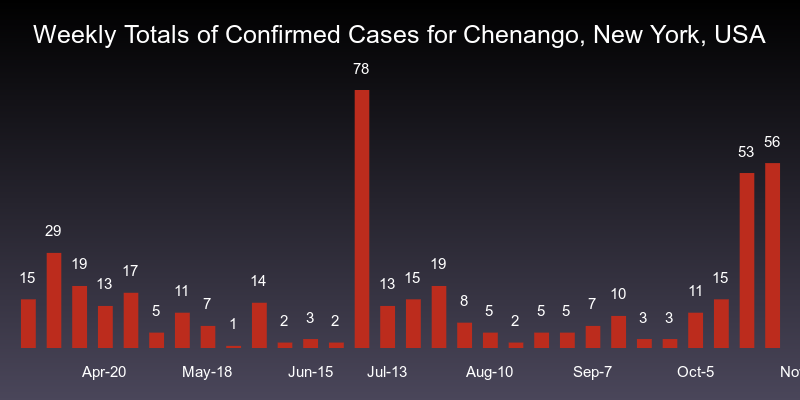 Weekly Totals of Confirmed Cases for Chenango, New York, USA
78
53 56
29
15 19 13 17 5 11 7 1 14 2 3 2 13 15 19 8 5 2 5 5 7 10 3 3 11 15
Apr-20 May-18 Jun-15 Jul-13 Aug-10 Sep-7 Oct-5 No